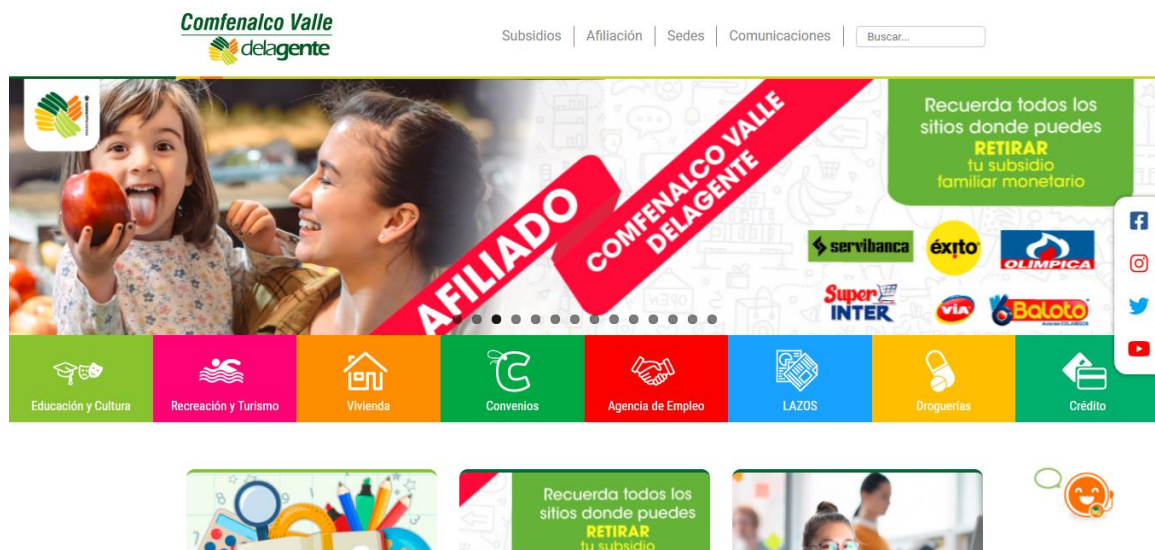 Comfenalco Valle
delagente
Subsidios
Afiliación
Sedes
Comunicaciones
Buscar...
AFILIADO
COMFENALCO VALLE
DELAGENTE
Recuerda todos los
sitios donde puedes
RETIRAR
tu subsidio
familiar monetario
servibanca
éxito
OLIMPICA
Super
INTER
VIA
Baloto
Educación y Cultura
Recreación y Turismo
Vivienda
Convenios
Agencia de Empleo
LAZOS
Droguerías
Crédito
Recuerda todos los
sitios donde puedes
RETIRAR
tu subsidio